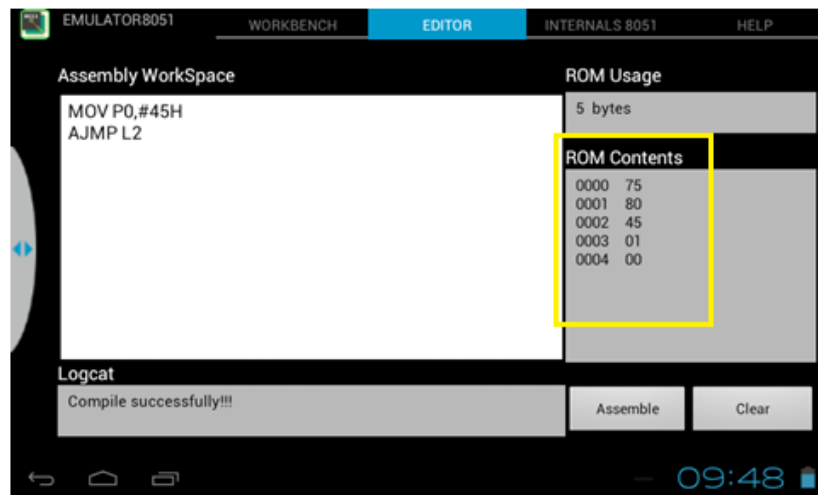 EMULATOR8051
WORKBENCH
EDITOR
INTERNALS 8051
HELP
Assembly WorkSpace
MOV P0,#45H
AJMP L2
ROM Usage
5 bytes
ROM Contents
0000 75
0001 80
0002 45
0003 01
0004 00
Logcat
Compile successfully!!!
Assemble
Clear
09:48